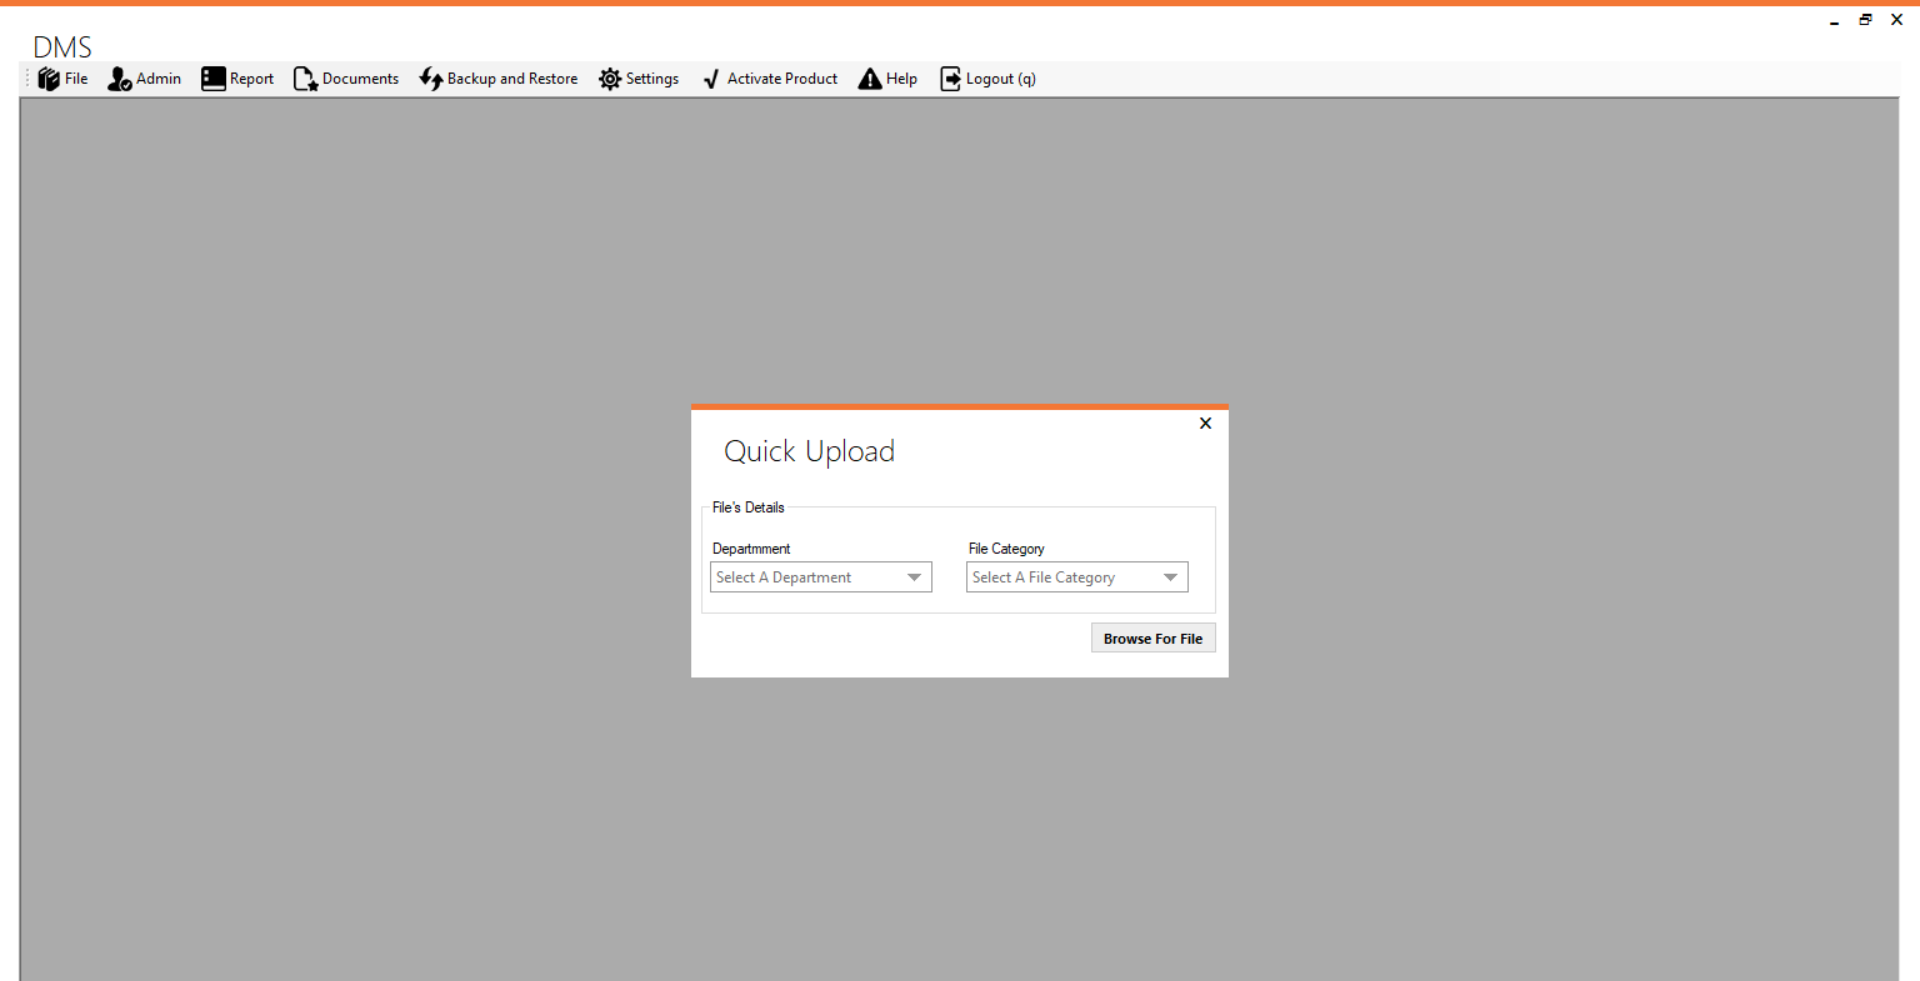 DMS
File Admin Report Documents Backup and Restore Settings Activate Product Help Logout (q)
Quick Upload
File's Details
Departmment File Category
Select A Department Select A File Category
Browse For File